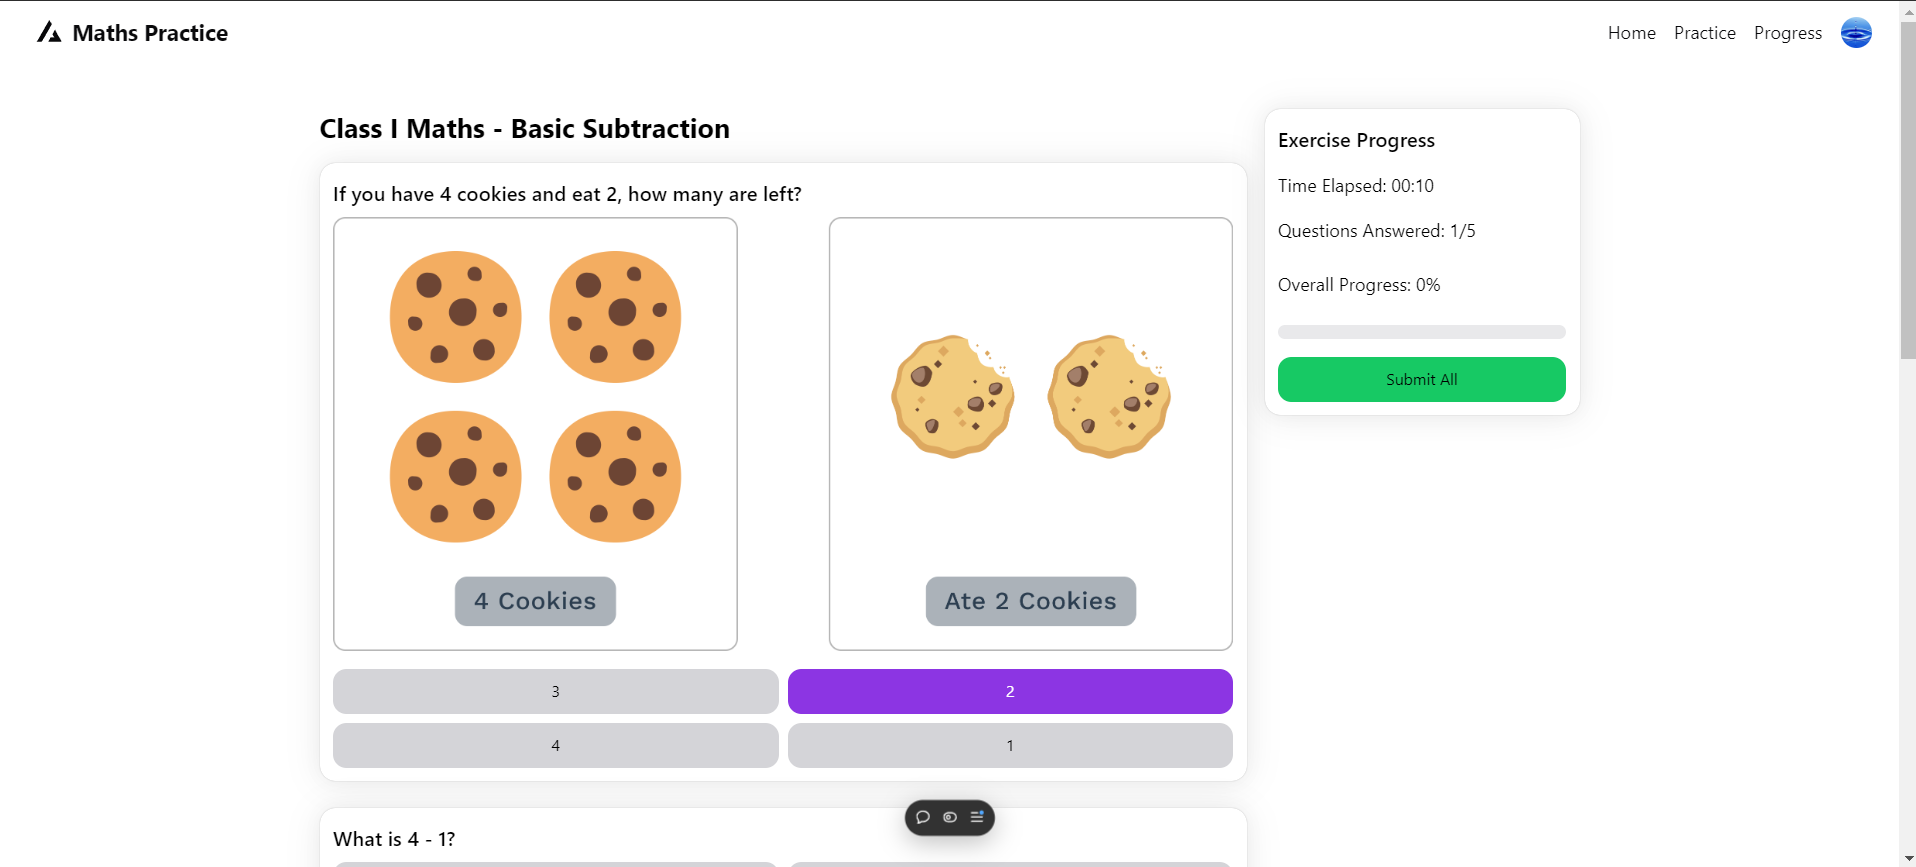 Maths Practice
Home
Practice
Progress
Class I Maths - Basic Subtraction
If you have 4 cookies and eat 2, how many are left?
4 Cookies
Ate 2 Cookies
3
2
4
1
What is 4 - 1?
Exercise Progress
Time Elapsed: 00:10
Questions Answered: 1/5
Overall Progress: 0%
Submit All